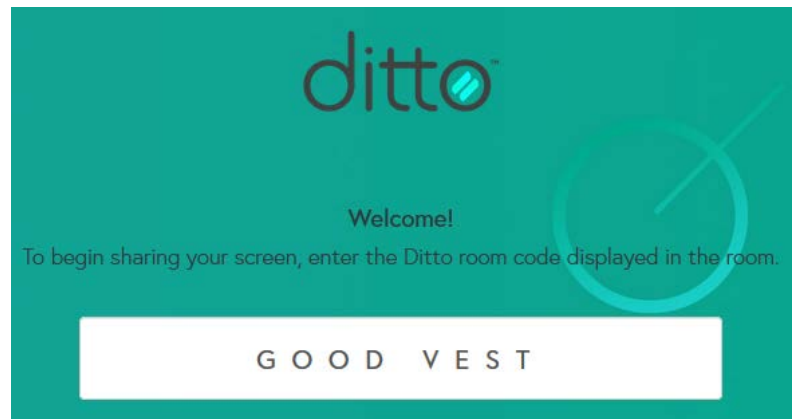 ditto™
Welcome!
To begin sharing your screen, enter the Ditto room code displayed in the room.
GOOD VEST